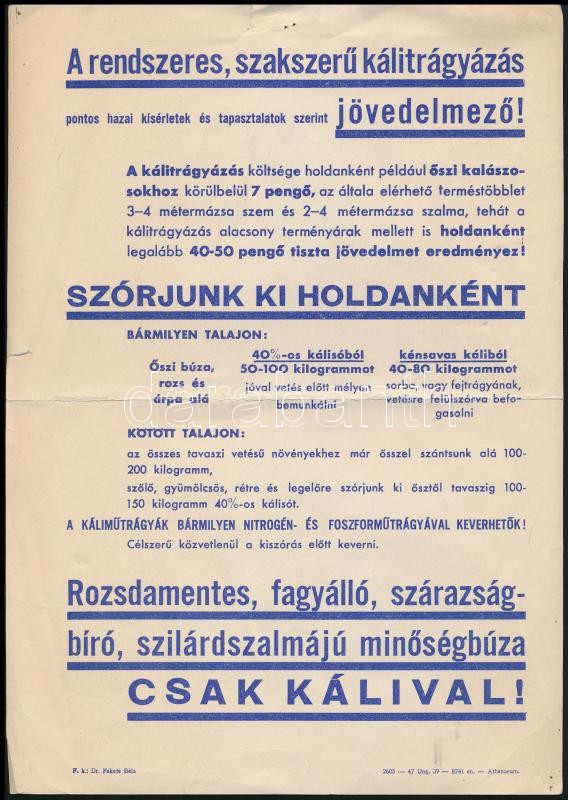 A rendszeres, szakszerű kálitrágyázás
pontos hazai kísérletek és tapasztalatok szerint jövedelmező!
A kálitrágyázás költsége holdanként például őszi kalászo-
sokhoz körülbelül 7 pengő, az általa elérhető terméstöbblet
3–4 métermázsa szem és 2–4 métermázsa szalma, tehát a
kálitrágyázás alacsony terményárak mellett is holdanként
legalább 40-50 pengő tiszta jövedelmet eredményez!
SZÓRJUNK KI HOLDANKÉNT
BÁRMILYEN TALAJON:
Őszi búza,
rozs és
árpa alá
40%-os kálisóból
50-100 kilogrammot
jóval vetés előtt mélyen
bemunkálni
kénsavas káliból
40-80 kilogrammot
sorba, vagy fejtrágyának,
vetésre felülszórva befo-
gasolni
KÖTÖTT TALAJON:
az összes tavaszi vetésű növényekhez már ősszel szántsunk alá 100-
200 kilogramm,
szőlő, gyümölcsös, rétre és legelőre szórjunk ki ősztől tavaszig 100-
150 kilogramm 40%-os kálisót.
A KÁLIMŰTRÁGYÁK BÁRMILYEN NITROGÉN- ÉS FOSZFORMŰTRÁGYÁVAL KEVERHETŐK!
Célszerű közvetlenül a kiszórás előtt keverni.
Rozsdamentes, fagyálló, szárazság-
bíró, szilárdszalmájú minőségbúza
CSAK KÁLIVAL!
F. k.: Dr. Fekete Béla
2603 — 47 Ung. 39 — 8741 en. — Athenaeum.
darabanth